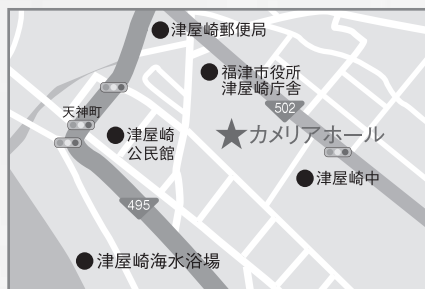 津屋崎郵便局
福津市役所
津屋崎庁舎
502
天神町
カメリアホール
津屋崎
公民館
津屋崎中
495
津屋崎海水浴場